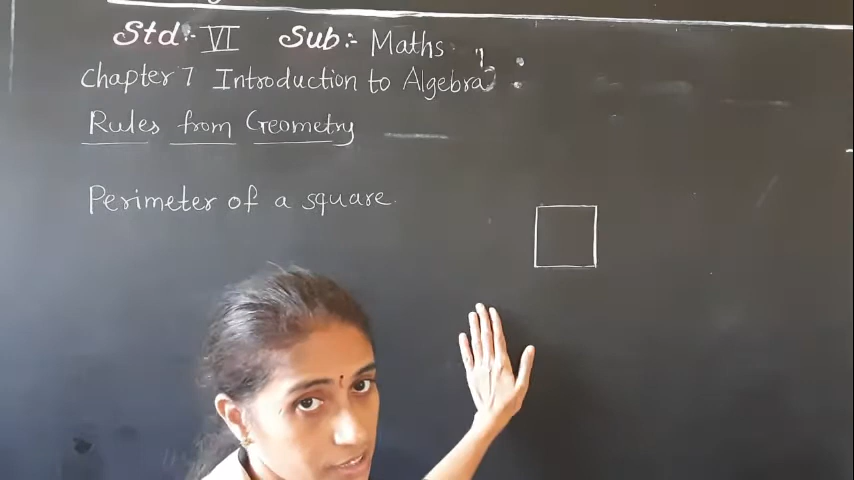 Std:- VI Sub:- Maths
Chapter 7 Introduction to Algebra
Rules from Geometry
Perimeter of a square.